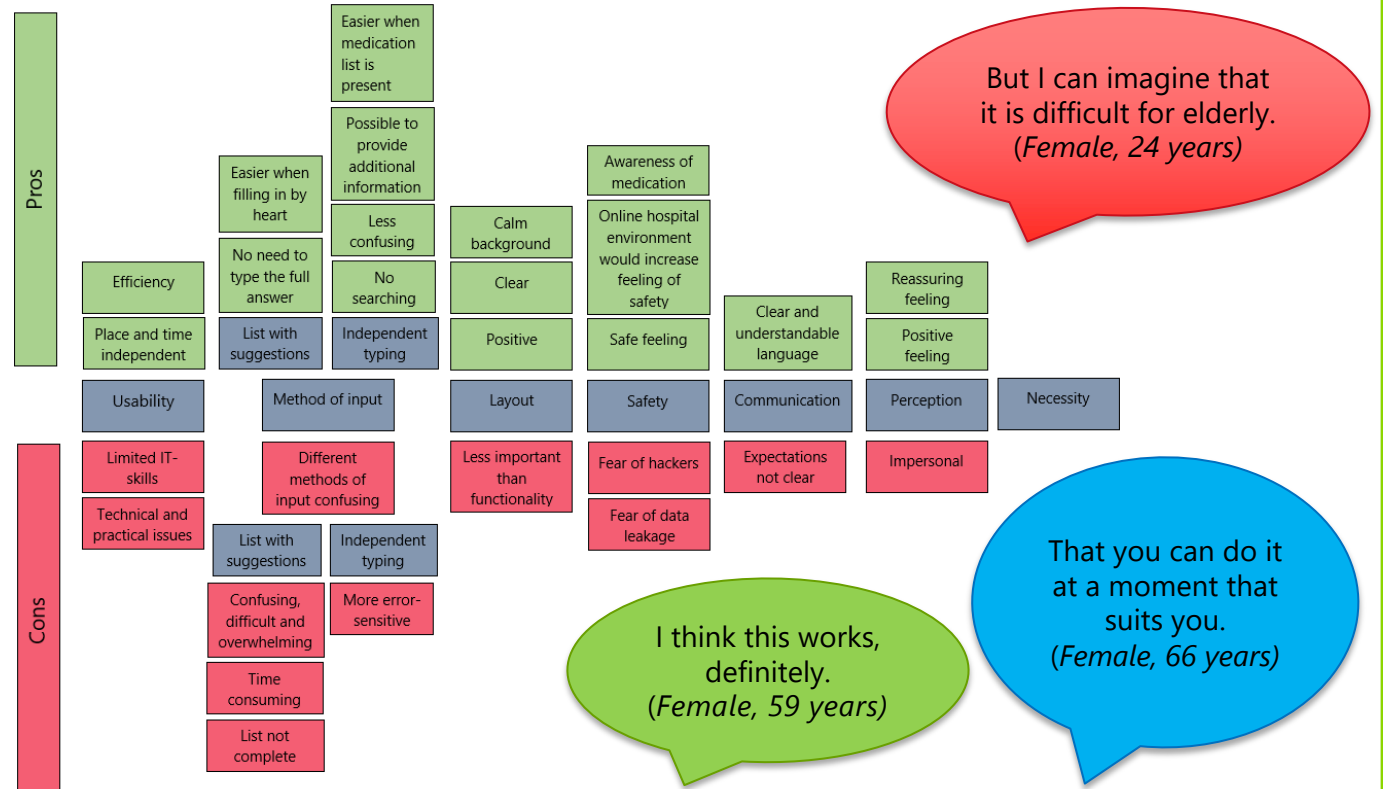 Pros
Easier when
medication
list is
present
Possible to
provide
additional
information
Less
confusing
No
searching
Independent
typing
Easier when
filling in by
heart
No need to
type the full
answer
List with
suggestions
Efficiency
Place and time
independent
Calm
background
Clear
Positive
Awareness of
medication
Online hospital
environment
would increase
feeling of
safety
Safe feeling
Clear and
understandable
language
Reassuring
feeling
Positive
feeling
Usability
Method of input
Layout
Safety
Communication
Perception
Necessity
Cons
Limited IT-
skills
Technical and
practical issues
Different
methods of
input confusing
List with
suggestions
Confusing,
difficult and
overwhelming
Time
consuming
List not
complete
Independent
typing
More error-
sensitive
Less important
than
functionality
Fear of hackers
Fear of data
leakage
Expectations
not clear
Impersonal
But I can imagine that
it is difficult for elderly.
(Female, 24 years)
I think this works,
definitely.
(Female, 59 years)
That you can do it
at a moment that
suits you.
(Female, 66 years)